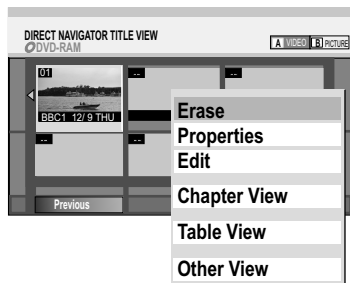 DIRECT NAVIGATOR TITLE VIEW
DVD-RAM
A VIDEO B PICTURE
01 -- --
BBC1 12/ 9 THU
-- --
Previous
Erase
Properties
Edit
Chapter View
Table View
Other View